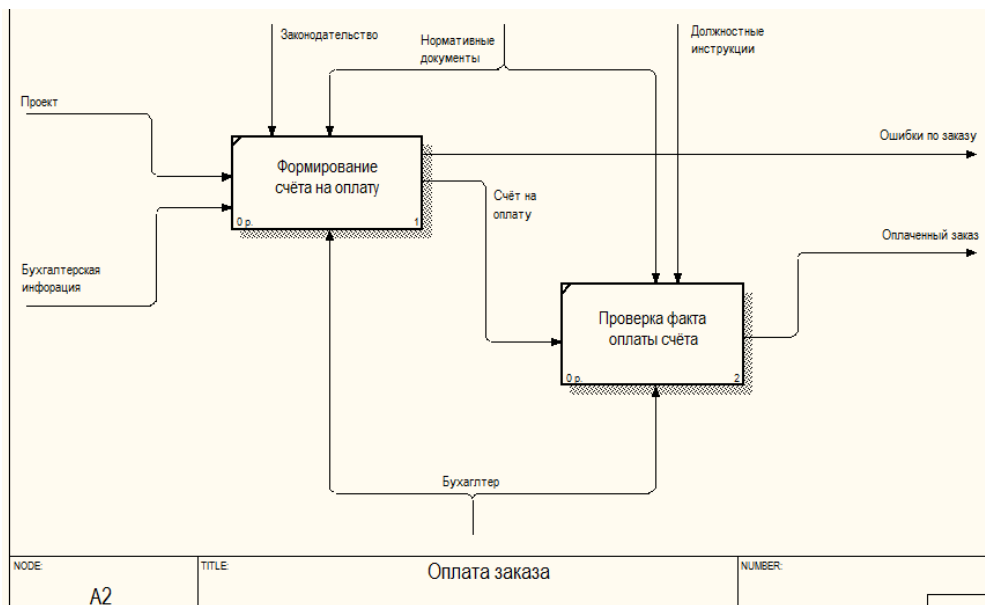 Законодательство
Нормативные
документы
Должностные
инструкции
Проект
Ошибки по заказу
Формирование
счёта на оплату
0 р.
1
Счёт на
оплату
Оплаченный заказ
Бухгалтерская
инфорация
Проверка факта
оплаты счёта
0 р.
2
Бухаглтер
NODE:
TITLE:
NUMBER:
Оплата заказа
A2